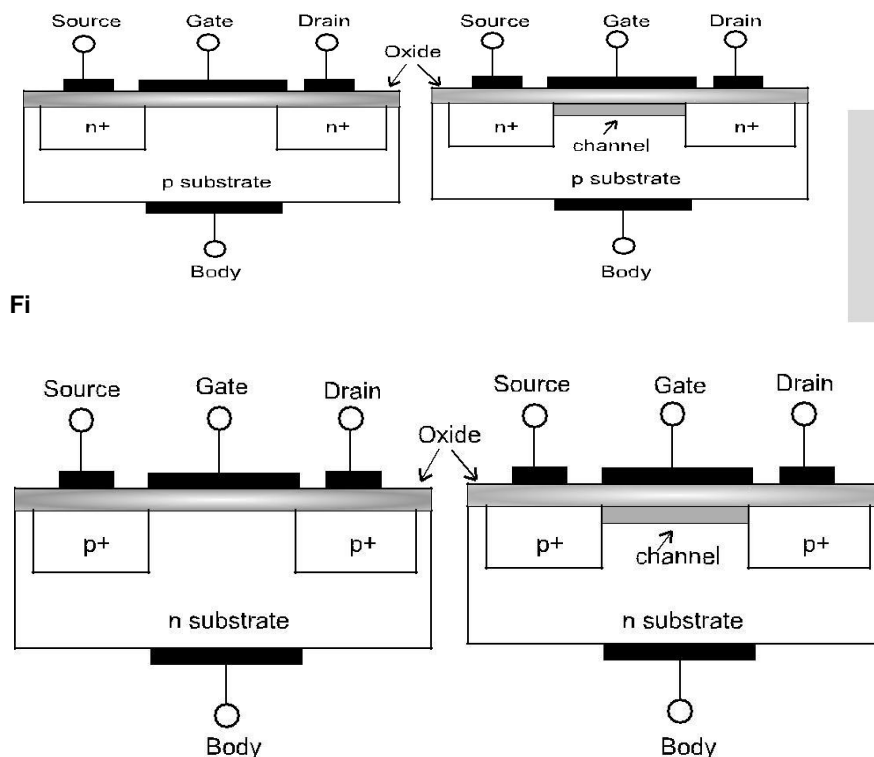 Source Gate Drain Source Gate Drain
Oxide
n+ n+ n+ n+
channel
p substrate p substrate
Body Body
Fi
Source Gate Drain Source Gate Drain
Oxide
p+ p+ p+ p+
channel
n substrate n substrate
Body Body